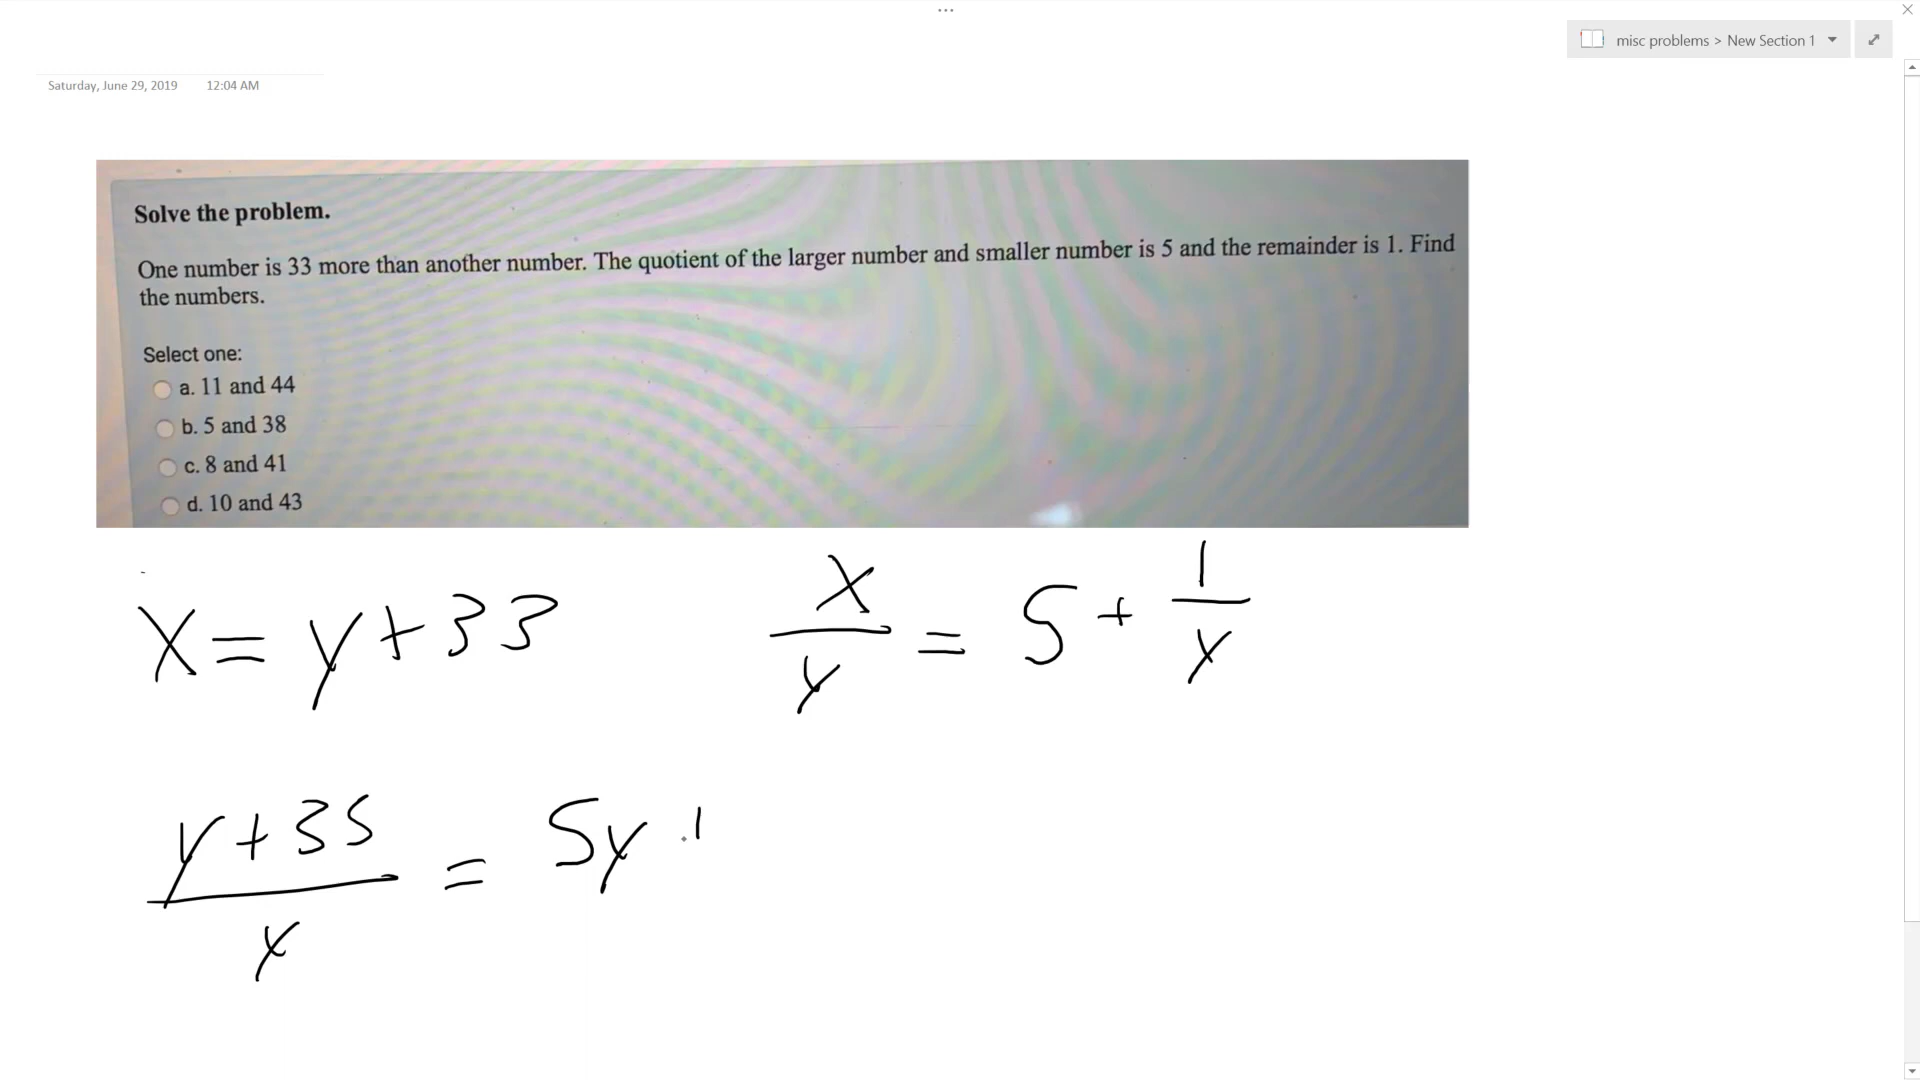 ...
misc problems > New Section 1
Saturday, June 29, 2019 12:04 AM
Solve the problem.
One number is 33 more than another number. The quotient of the larger number and smaller number is 5 and the remainder is 1. Find
the numbers.
Select one:
a. 11 and 44
b. 5 and 38
c. 8 and 41
d. 10 and 43
x = y + 33
x/y = 5 + 1/y
y + 33/y = 5y 1